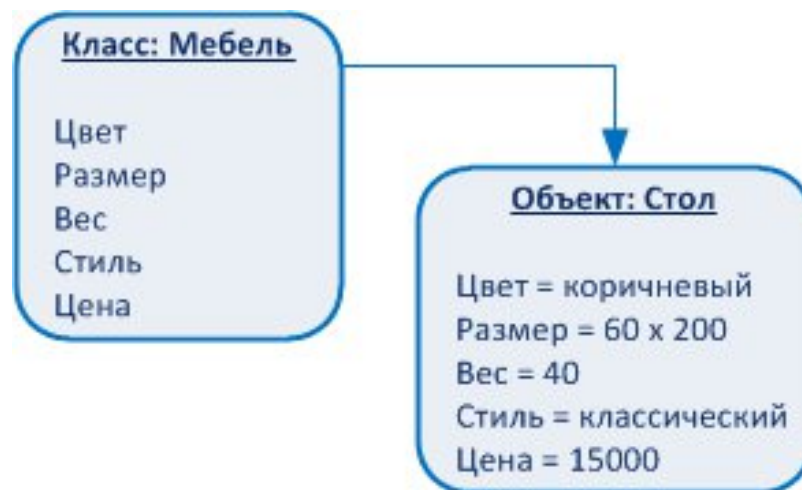 Класс: Мебель
Цвет
Размер
Вес
Стиль
Цена
Объект: Стол
Цвет = коричневый
Размер = 60 x 200
Вес = 40
Стиль = классический
Цена = 15000